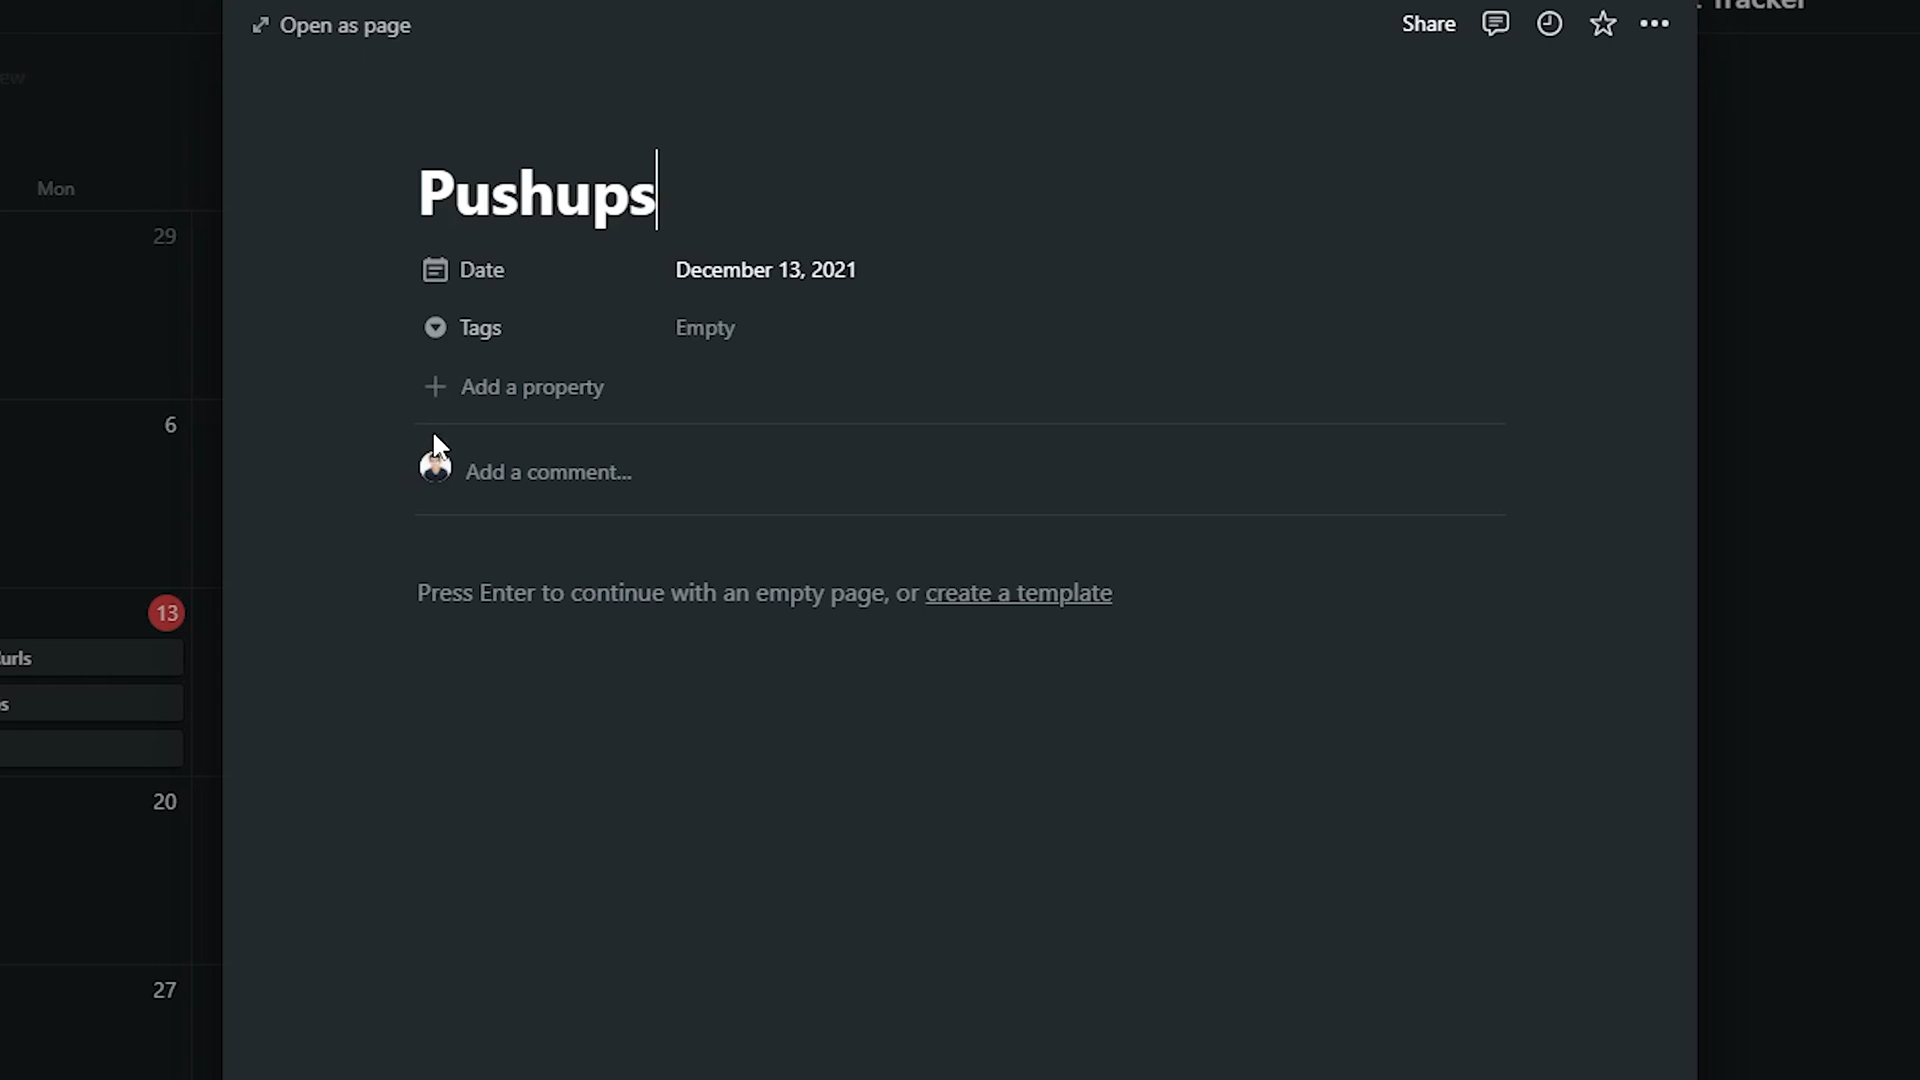 Open as page
Share
Tracker
Mon
Pushups
29
Date December 13, 2021
Tags Empty
Add a property
6
Add a comment...
Press Enter to continue with an empty page, or create a template
13
urls
s
20
27